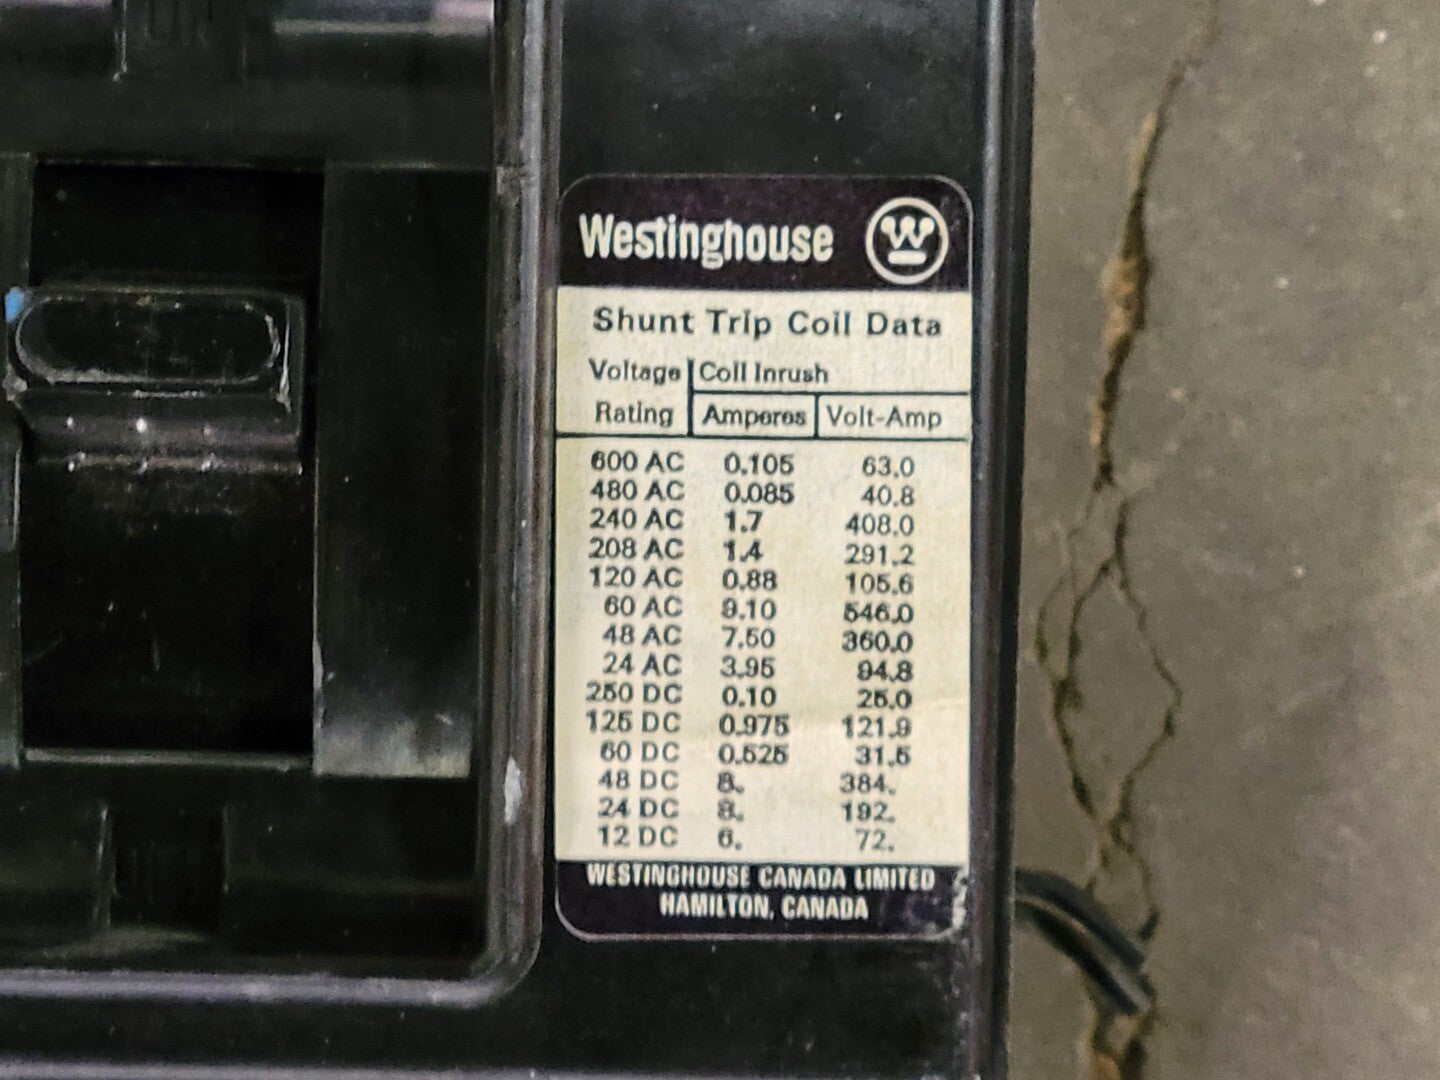 Westinghouse
Shunt Trip Coil Data
Voltage Rating Coil Inrush
Amperes Volt-Amp
600 AC 0.105 63.0
480 AC 0.085 40.8
240 AC 1.7 408.0
208 AC 1.4 291.2
120 AC 0.88 105.6
60 AC 9.10 546.0
48 AC 7.50 360.0
24 AC 3.95 94.8
250 DC 0.10 25.0
125 DC 0.975 121.9
60 DC 0.525 31.5
48 DC 8. 384.
24 DC 8. 192.
12 DC 6. 72.
WESTINGHOUSE CANADA LIMITED
HAMILTON, CANADA